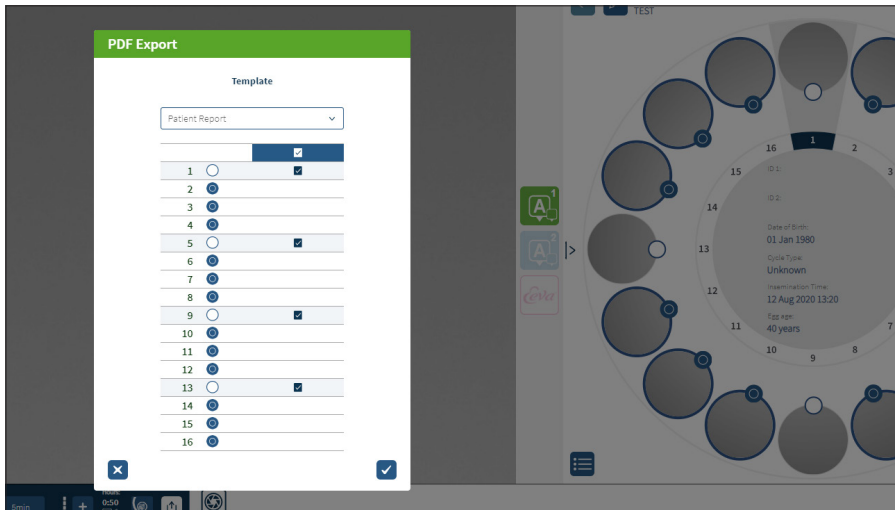 PDF Export
Template
Patient Report
1
2
3
4
5
6
7
8
9
10
11
12
13
14
15
16
TEST
A 1
A 2
eeva
16
1
2
15
3
14
13
12
11
7
10
9
8
ID 1:
ID 2:
Date of Birth:
01 Jan 1980
Cycle Type:
Unknown
Insemination Time:
12 Aug 2020 13:20
Egg age:
40 years
5min
hours:
0:50